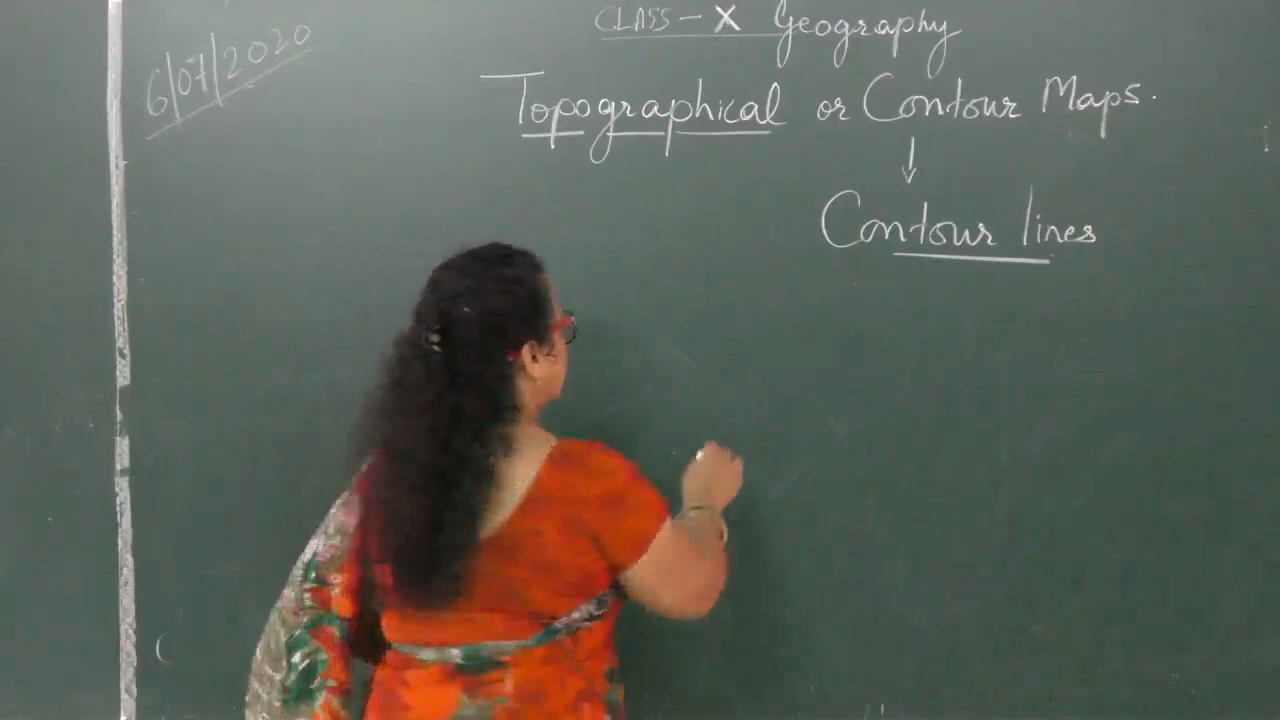 6/07/2020
CLASS - X Geography
Topographical or Contour Maps.
↓
Contour lines